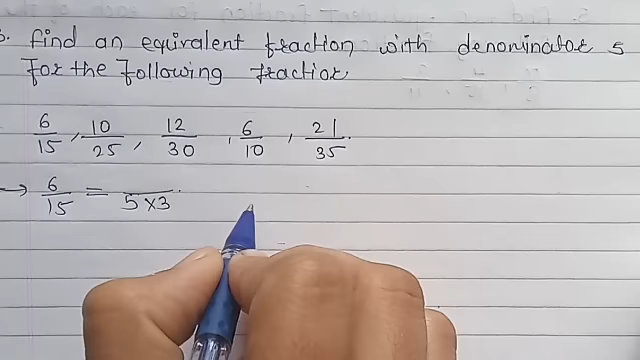 3. find an equivalent fraction with denominator 5
For the Following fraction
6/15, 10/25, 12/30, 6/10, 21/35.
→ 6/15 = /5×3